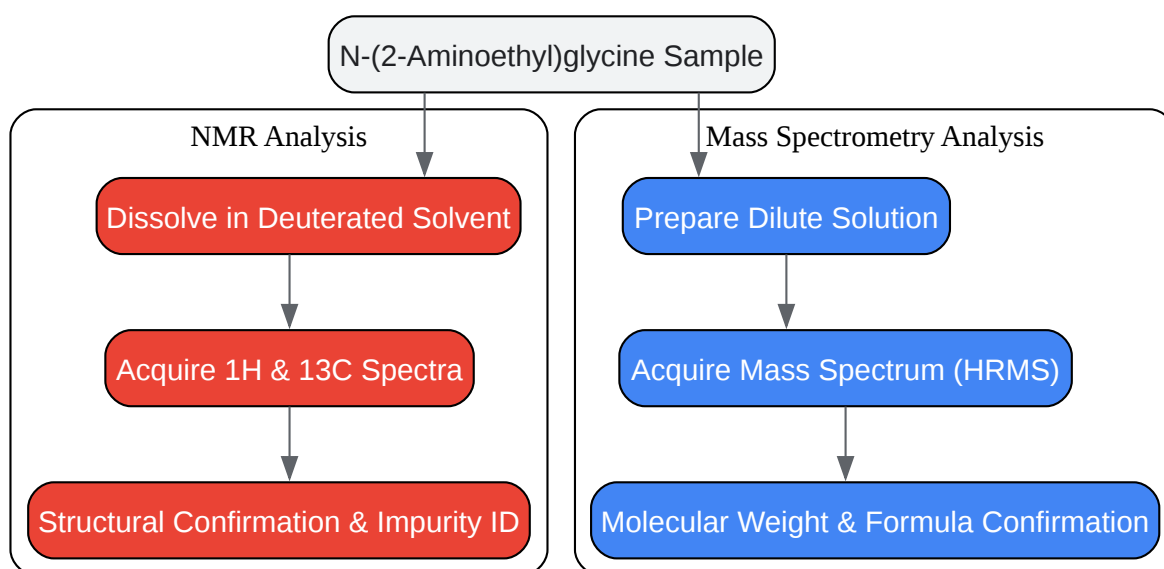 N-(2-Aminoethyl)glycine Sample
NMR Analysis
Dissolve in Deuterated Solvent
Acquire 1H & 13C Spectra
Structural Confirmation & Impurity ID
Mass Spectrometry Analysis
Prepare Dilute Solution
Acquire Mass Spectrum (HRMS)
Molecular Weight & Formula Confirmation